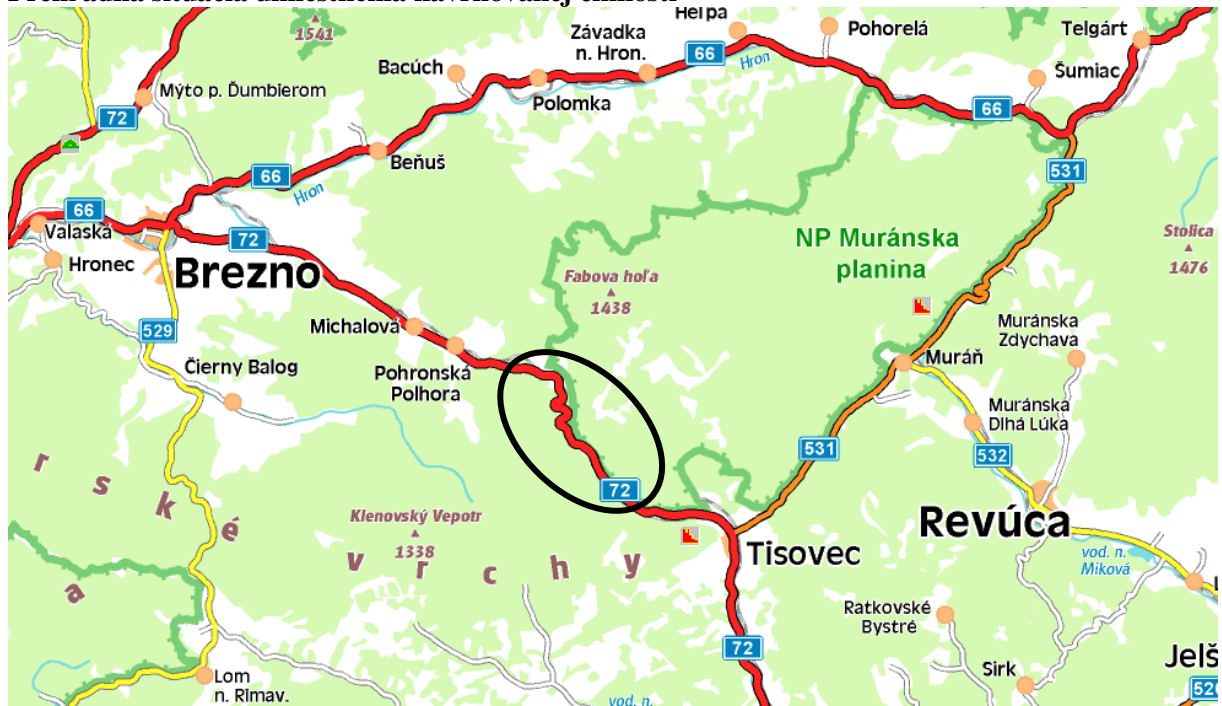 1541
Heľpa
Závadka
n. Hron.
Pohorelá
Telgárt
Bacúch
66
Hron
Šumiac
Mýto p. Ďumbierom
Polomka
72
66
Beňuš
531
66
Hron
66
Valaská
72
Hronec
Brezno
NP Muránska
planina
Stolica
1476
Fabova hoľa
1438
Michalová
529
Muránska
Zdychava
Čierny Balog
Pohronská
Polhora
Muráň
Muránska
Dlhá Lúka
531
532
72
r s k é
Klenovský Vepotr
1338
v r c h y
a
Revúca
Tisovec
vod. n.
Miková
Ratkovské
Bystré
72
Sirk
Jelš
Lom
n. Rimav.
526
vod. n.